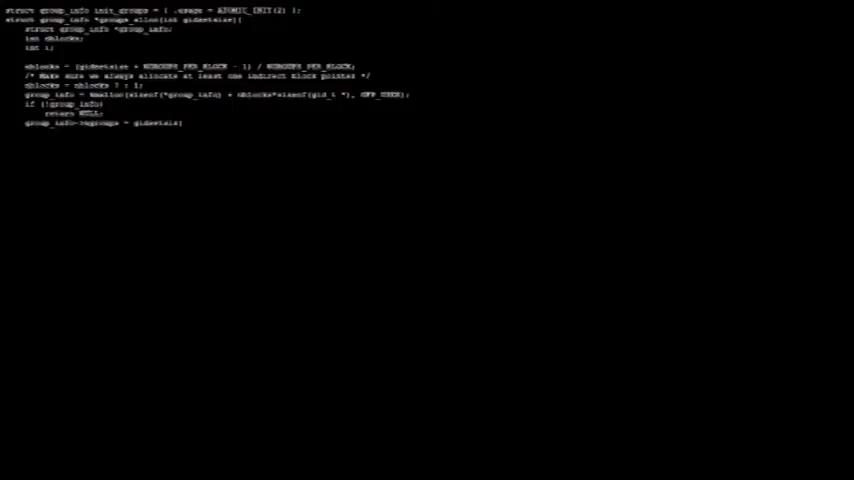 struct group_info init_groups = { .usage = ATOMIC_INIT(2) };
struct group_info *groups_alloc(int gidsetsize){
struct group_info *group_info;
int nblocks;
int i;
nblocks = (gidsetsize + NGROUPS_PER_BLOCK - 1) / NGROUPS_PER_BLOCK;
/* Make sure we always allocate at least one indirect block pointer */
nblocks = nblocks ? : 1;
group_info = kmalloc(sizeof(*group_info) + nblocks*sizeof(gid_t *), GFP_USER);
if (!group_info)
return NULL;
group_info->ngroups = gidsetsiz